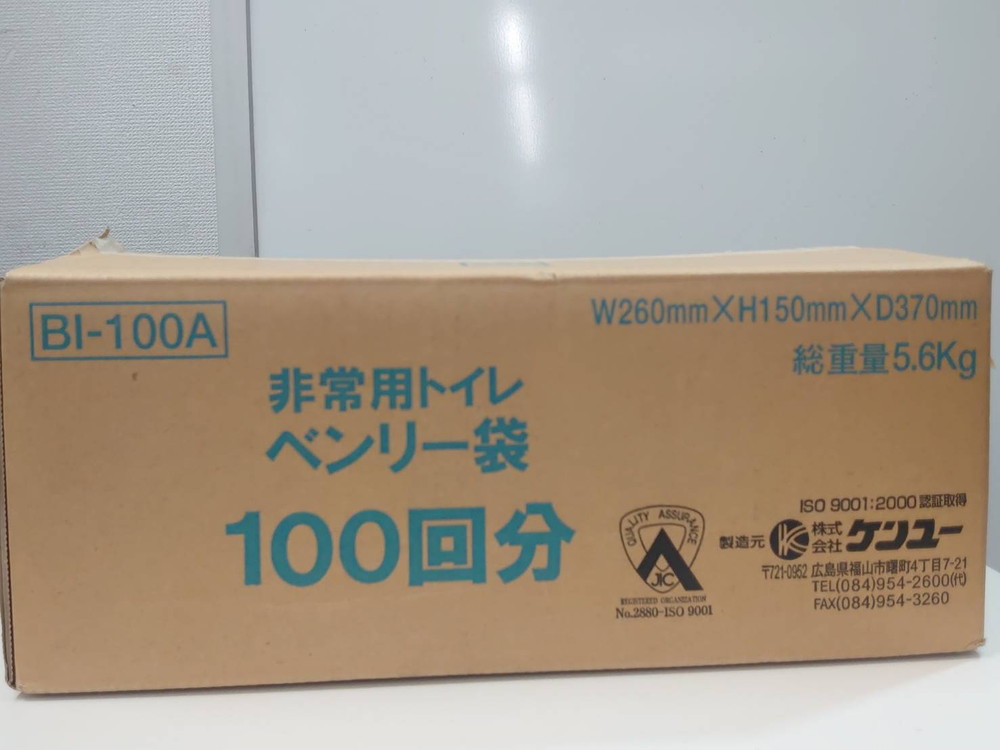 BI-100A
W260mm×H150mm×D370mm
総重量5.6Kg
非常用トイレ
ベンリー袋
100回分
QUALITY ASSURANCE
JIC
REGISTERED ORGANIZATION
No.2880-ISO 9001
ISO 9001:2000 認証取得
製造元 株式会社 ケンユー
〒721-0952 広島県福山市曙町4丁目7-21
TEL(084)954-2600(代)
FAX(084)954-3260